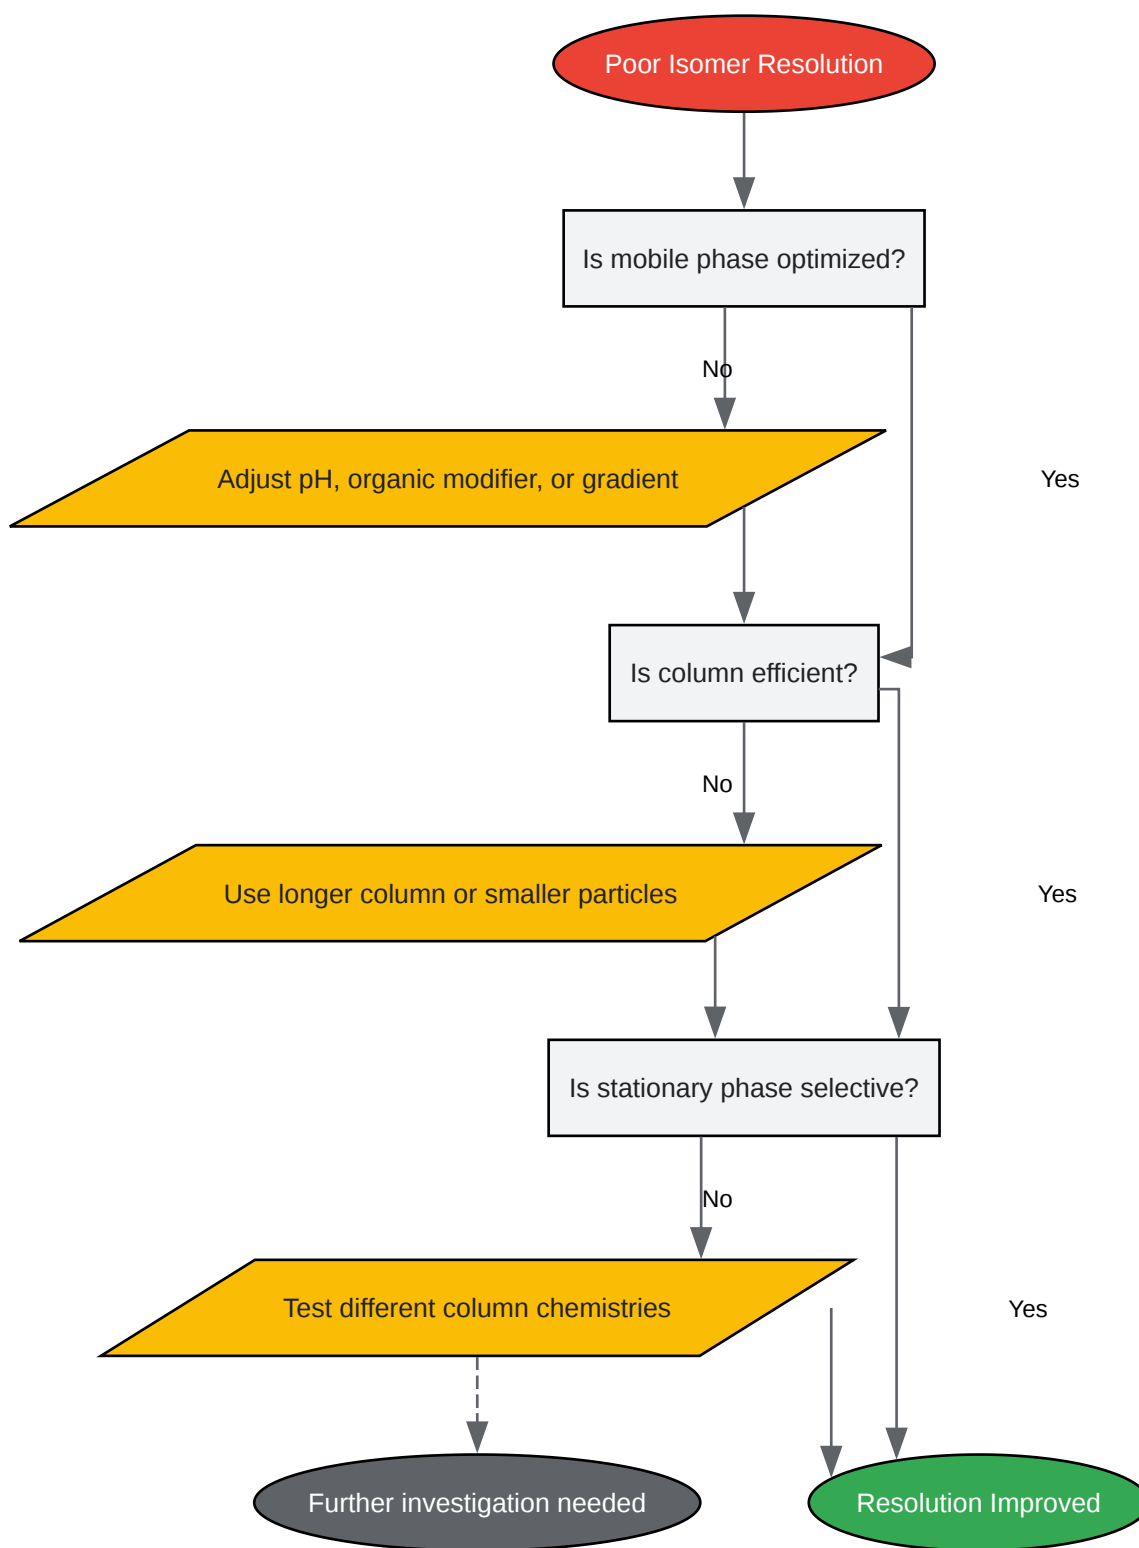 Poor Isomer Resolution
Is mobile phase optimized?
No
Adjust pH, organic modifier, or gradient
Yes
Is column efficient?
No
Use longer column or smaller particles
Yes
Is stationary phase selective?
No
Test different column chemistries
Yes
Further investigation needed
Resolution Improved